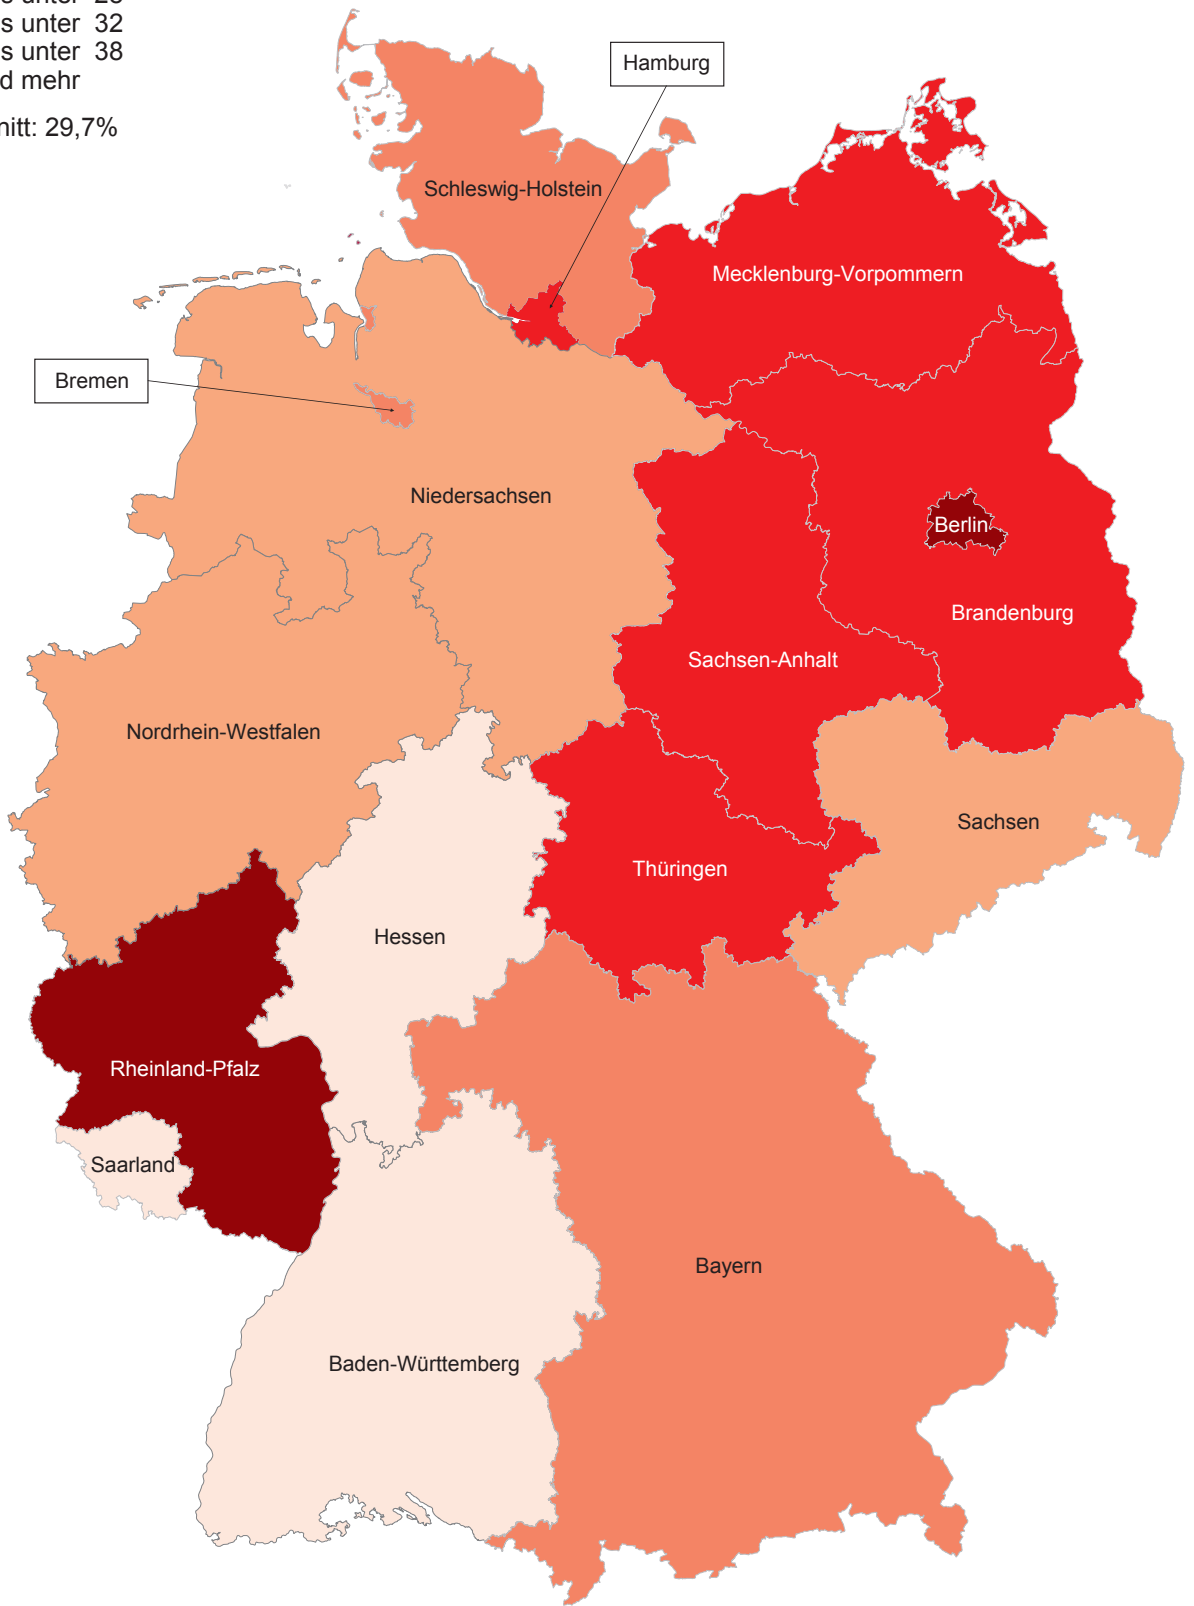 s unter 32
s unter 38
d mehr
nitt: 29,7%
Hamburg
Schleswig-Holstein
Mecklenburg-Vorpommern
Bremen
Niedersachsen
Berlin
Brandenburg
Sachsen-Anhalt
Nordrhein-Westfalen
Sachsen
Thüringen
Hessen
Rheinland-Pfalz
Saarland
Bayern
Baden-Württemberg